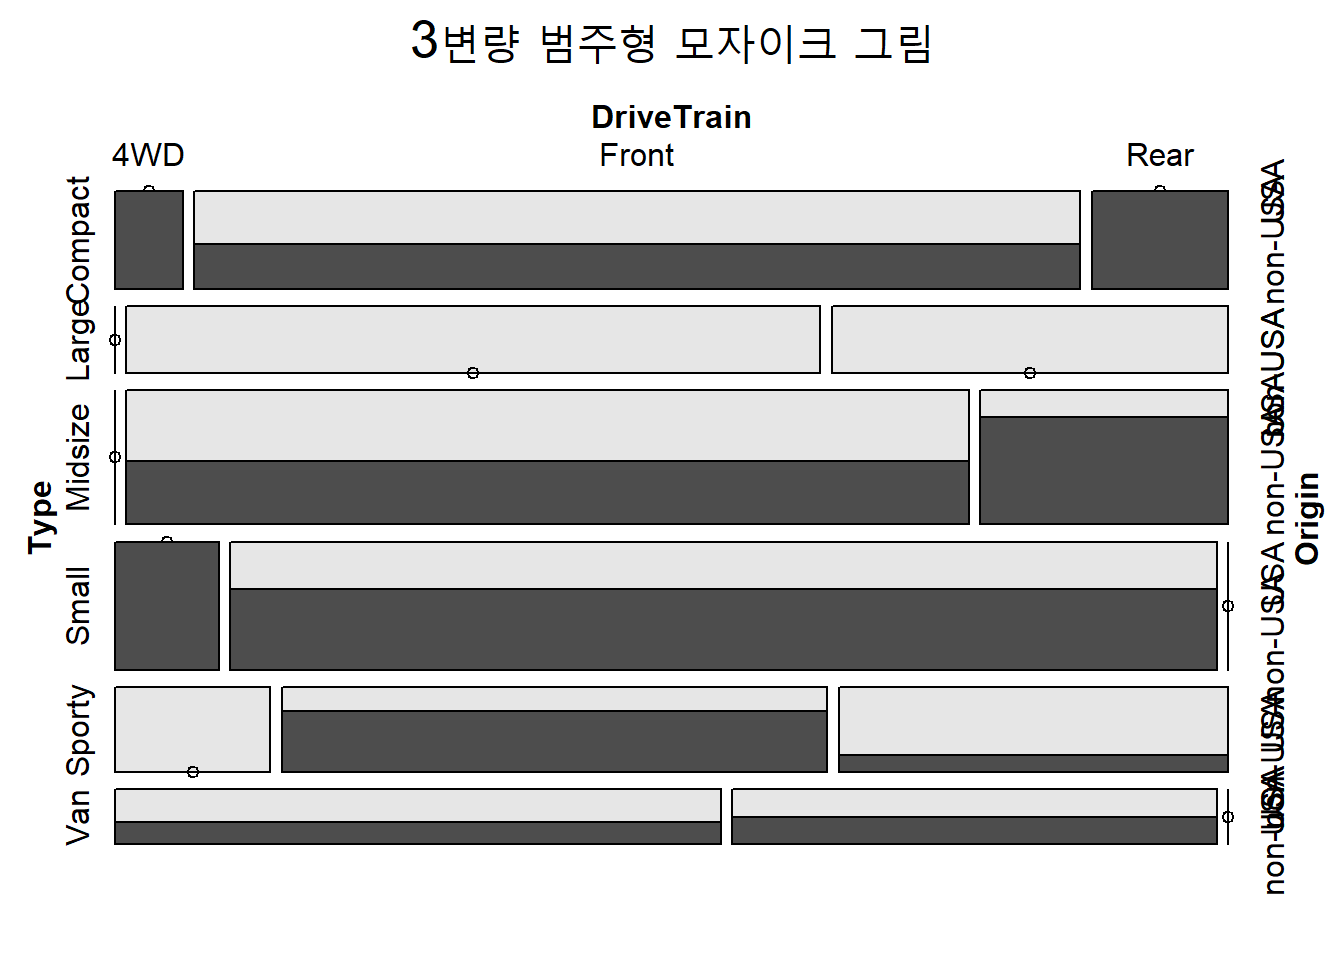 3변량 범주형 모자이크 그림
DriveTrain
4WD Front Rear
Compact
Large
Midsize
Small
Sporty
Van
Type
Origin
USA
non-USA
USA
non-USA
USA
non-USA
USA
non-USA
USA
non-USA
USA
non-USA